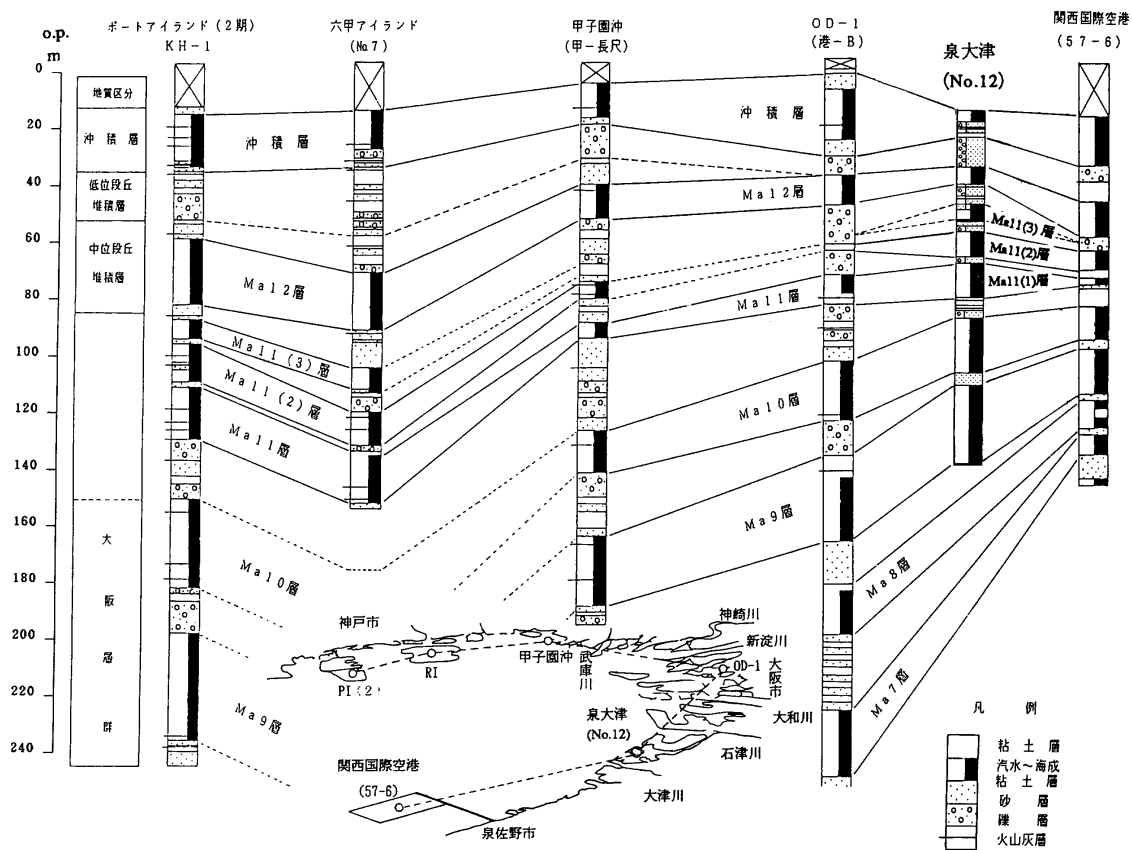 o.p.
m
0
20
40
60
80
100
120
140
160
180
200
220
240
地質区分
沖積層
低位段丘
堆積層
中位段丘
堆積層
大
阪
層
群
ポートアイランド(2期)
KH-1
六甲アイランド
(No.7)
甲子園沖
(甲-長尺)
OD-1
(港-B)
泉大津
(No.12)
関西国際空港
(57-6)
沖積層
沖積層
Ma12層
Ma12層
Ma11(3)層
Ma11(2)層
Ma11層
Ma11層
Ma11(3)層
Ma11(2)層
Ma11(1)層
Ma10層
Ma10層
Ma9層
Ma9層
Ma8層
Ma7層
神戸市
RI
PI(2)
甲子園沖
武庫川
神崎川
新淀川
OD-1
大阪市
大和川
泉大津
(No.12)
石津川
大津川
関西国際空港
(57-6)
泉佐野市
凡例
粘土層
汽水~海成
粘土層
砂層
礫層
火山灰層